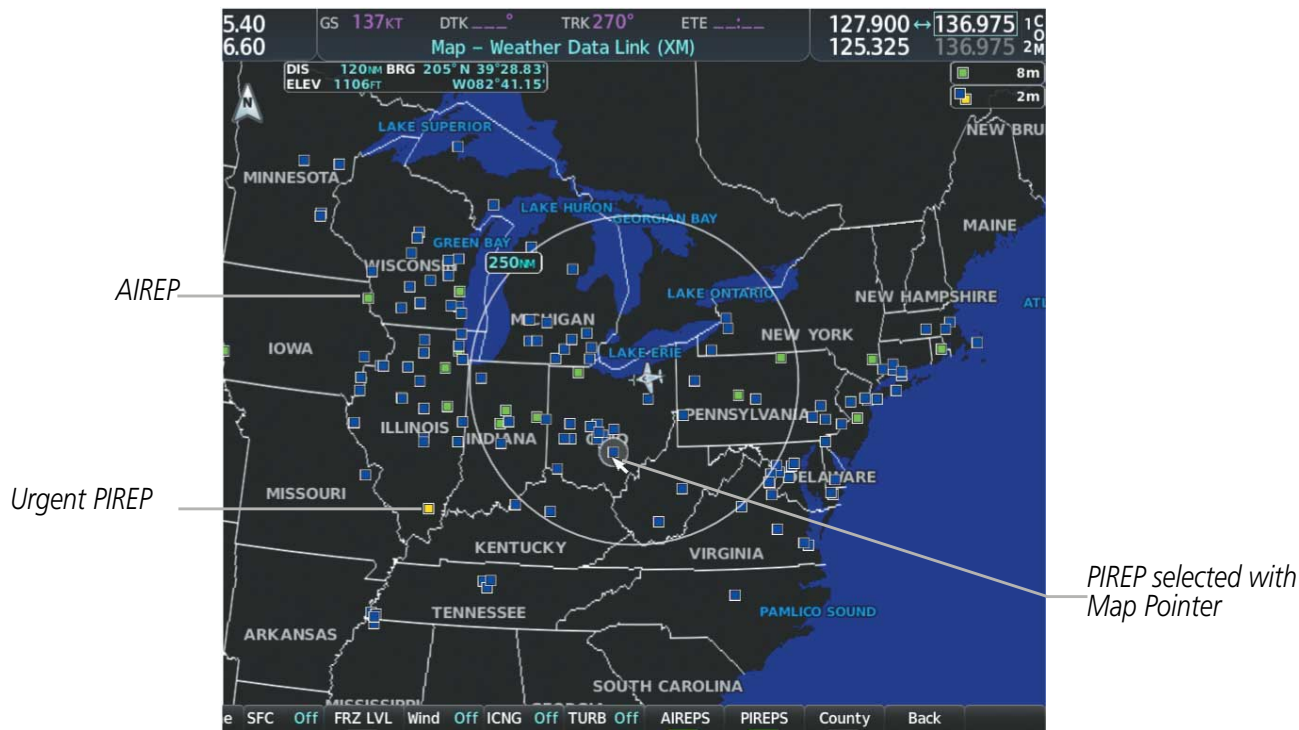 5.40 GS 137KT DTK ___° TRK 270° ETE __:__ 127.900 ↔ 136.975 1 C
6.60 Map – Weather Data Link (XM) 125.325 136.975 2 O M
DIS 120NM BRG 205° N 39°28.83'
ELEV 1106FT W082°41.15'
8m
2m
N
LAKE SUPERIOR
NEW BRU
MINNESOTA
LAKE HURON
GEORGIAN BAY
MAINE
GREEN BAY
WISCONSIN
250NM
AIREP
LAKE ONTARIO
NEW HAMPSHIRE
ATL
MICHIGAN
NEW YORK
IOWA
LAKE ERIE
PENNSYLVANIA
ILLINOIS
INDIANA
OHIO
DELAWARE
Urgent PIREP
MISSOURI
KENTUCKY
VIRGINIA
PIREP selected with
Map Pointer
TENNESSEE
PAMLICO SOUND
ARKANSAS
SOUTH CAROLINA
MISSISSIPPI
GEORGIA
e SFC Off FRZ LVL Wind Off ICNG Off TURB Off AIREPS PIREPS County Back